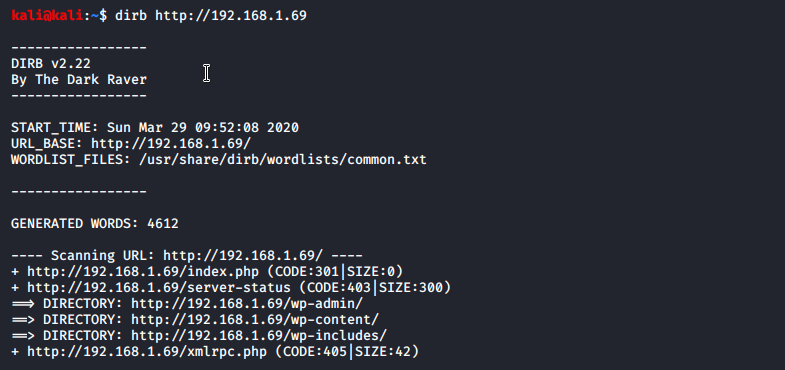 kali@kali:~$ dirb http://192.168.1.69
-----------------
DIRB v2.22
By The Dark Raver
-----------------
START_TIME: Sun Mar 29 09:52:08 2020
URL_BASE: http://192.168.1.69/
WORDLIST_FILES: /usr/share/dirb/wordlists/common.txt
-----------------
GENERATED WORDS: 4612
---- Scanning URL: http://192.168.1.69/ ----
+ http://192.168.1.69/index.php (CODE:301|SIZE:0)
+ http://192.168.1.69/server-status (CODE:403|SIZE:300)
==> DIRECTORY: http://192.168.1.69/wp-admin/
==> DIRECTORY: http://192.168.1.69/wp-content/
==> DIRECTORY: http://192.168.1.69/wp-includes/
+ http://192.168.1.69/xmlrpc.php (CODE:405|SIZE:42)